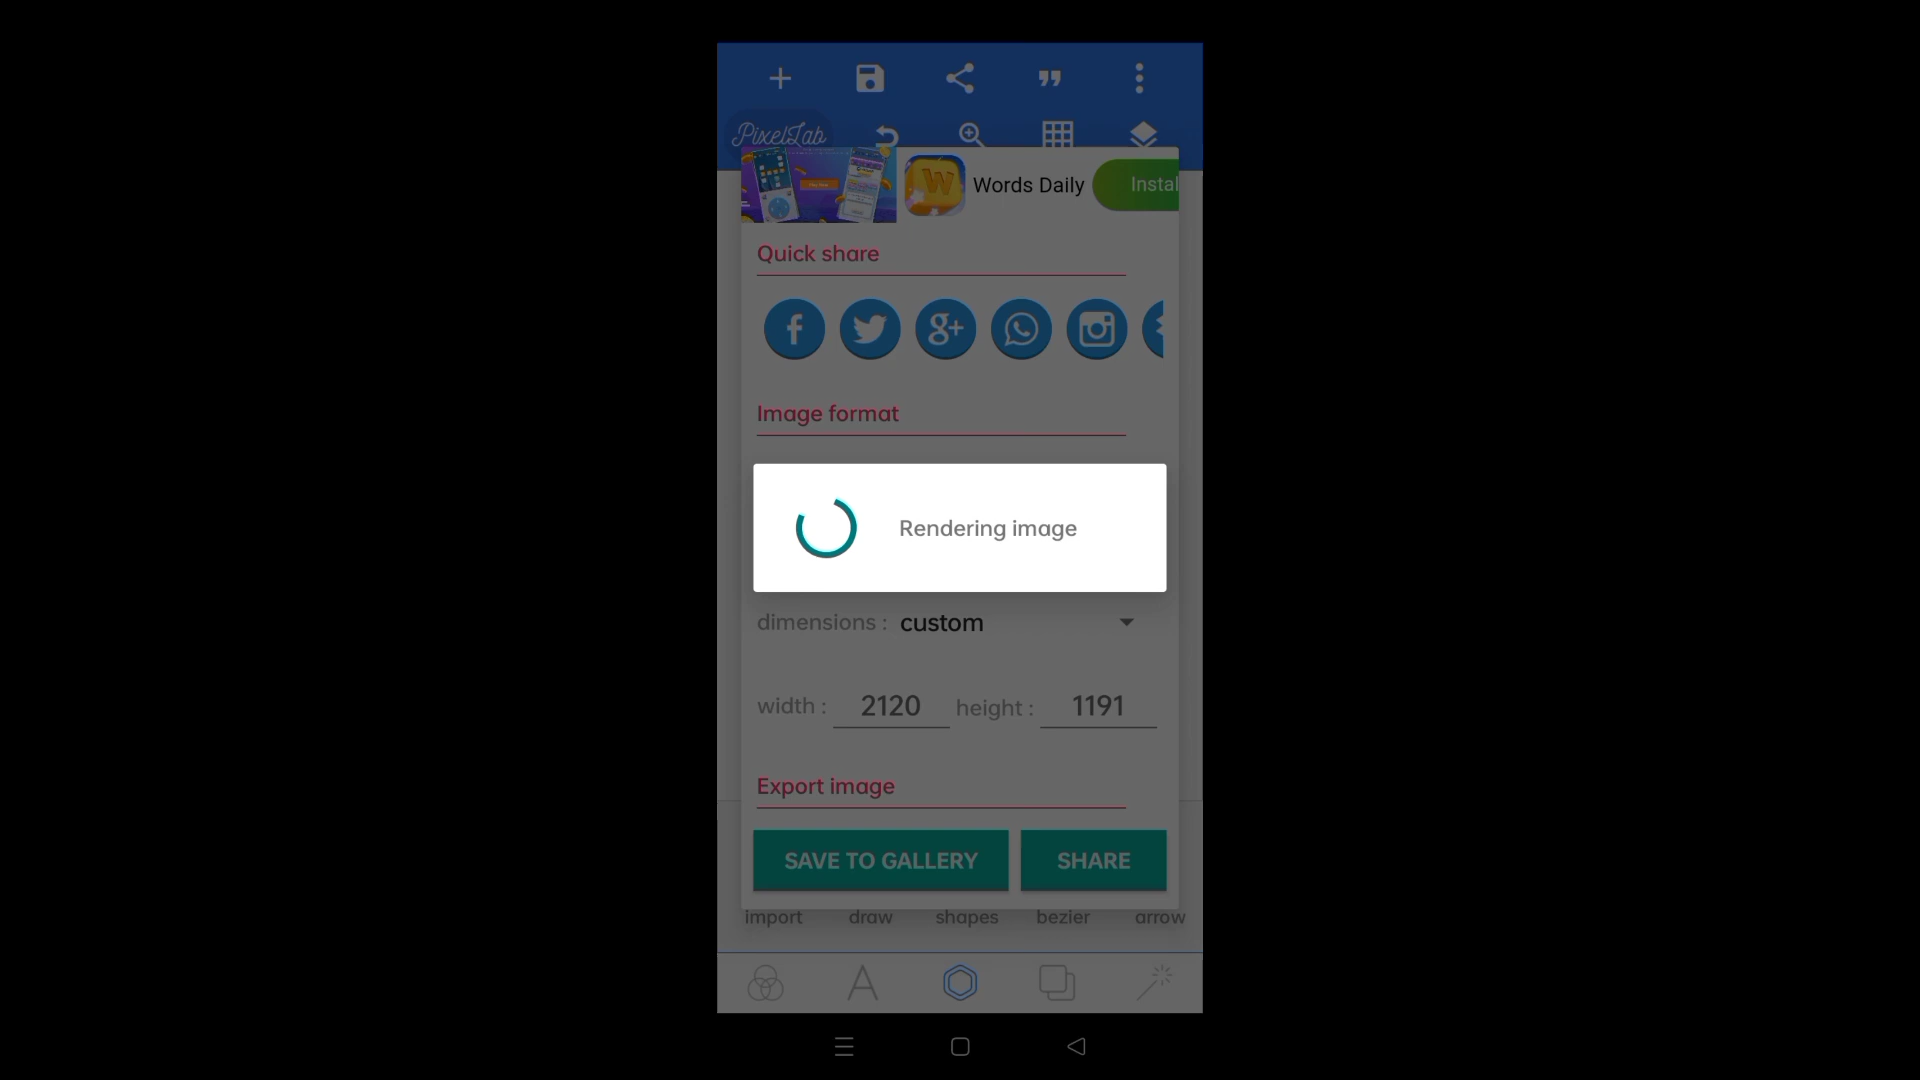 PixelLab
Words Daily
Instal
Quick share
Image format
Rendering image
dimensions : custom
width : 2120 height : 1191
Export image
SAVE TO GALLERY SHARE
import draw shapes bezier arrow